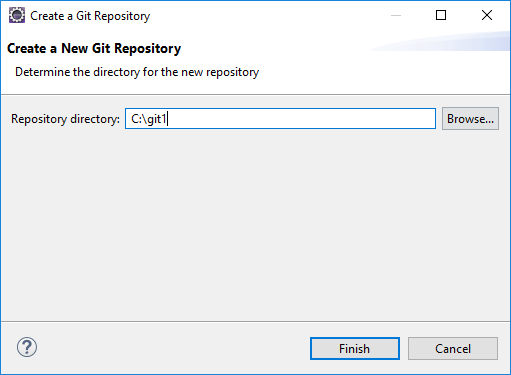 Create a Git Repository
Create a New Git Repository
Determine the directory for the new repository
Repository directory: C:\git1 Browse...
? Finish Cancel